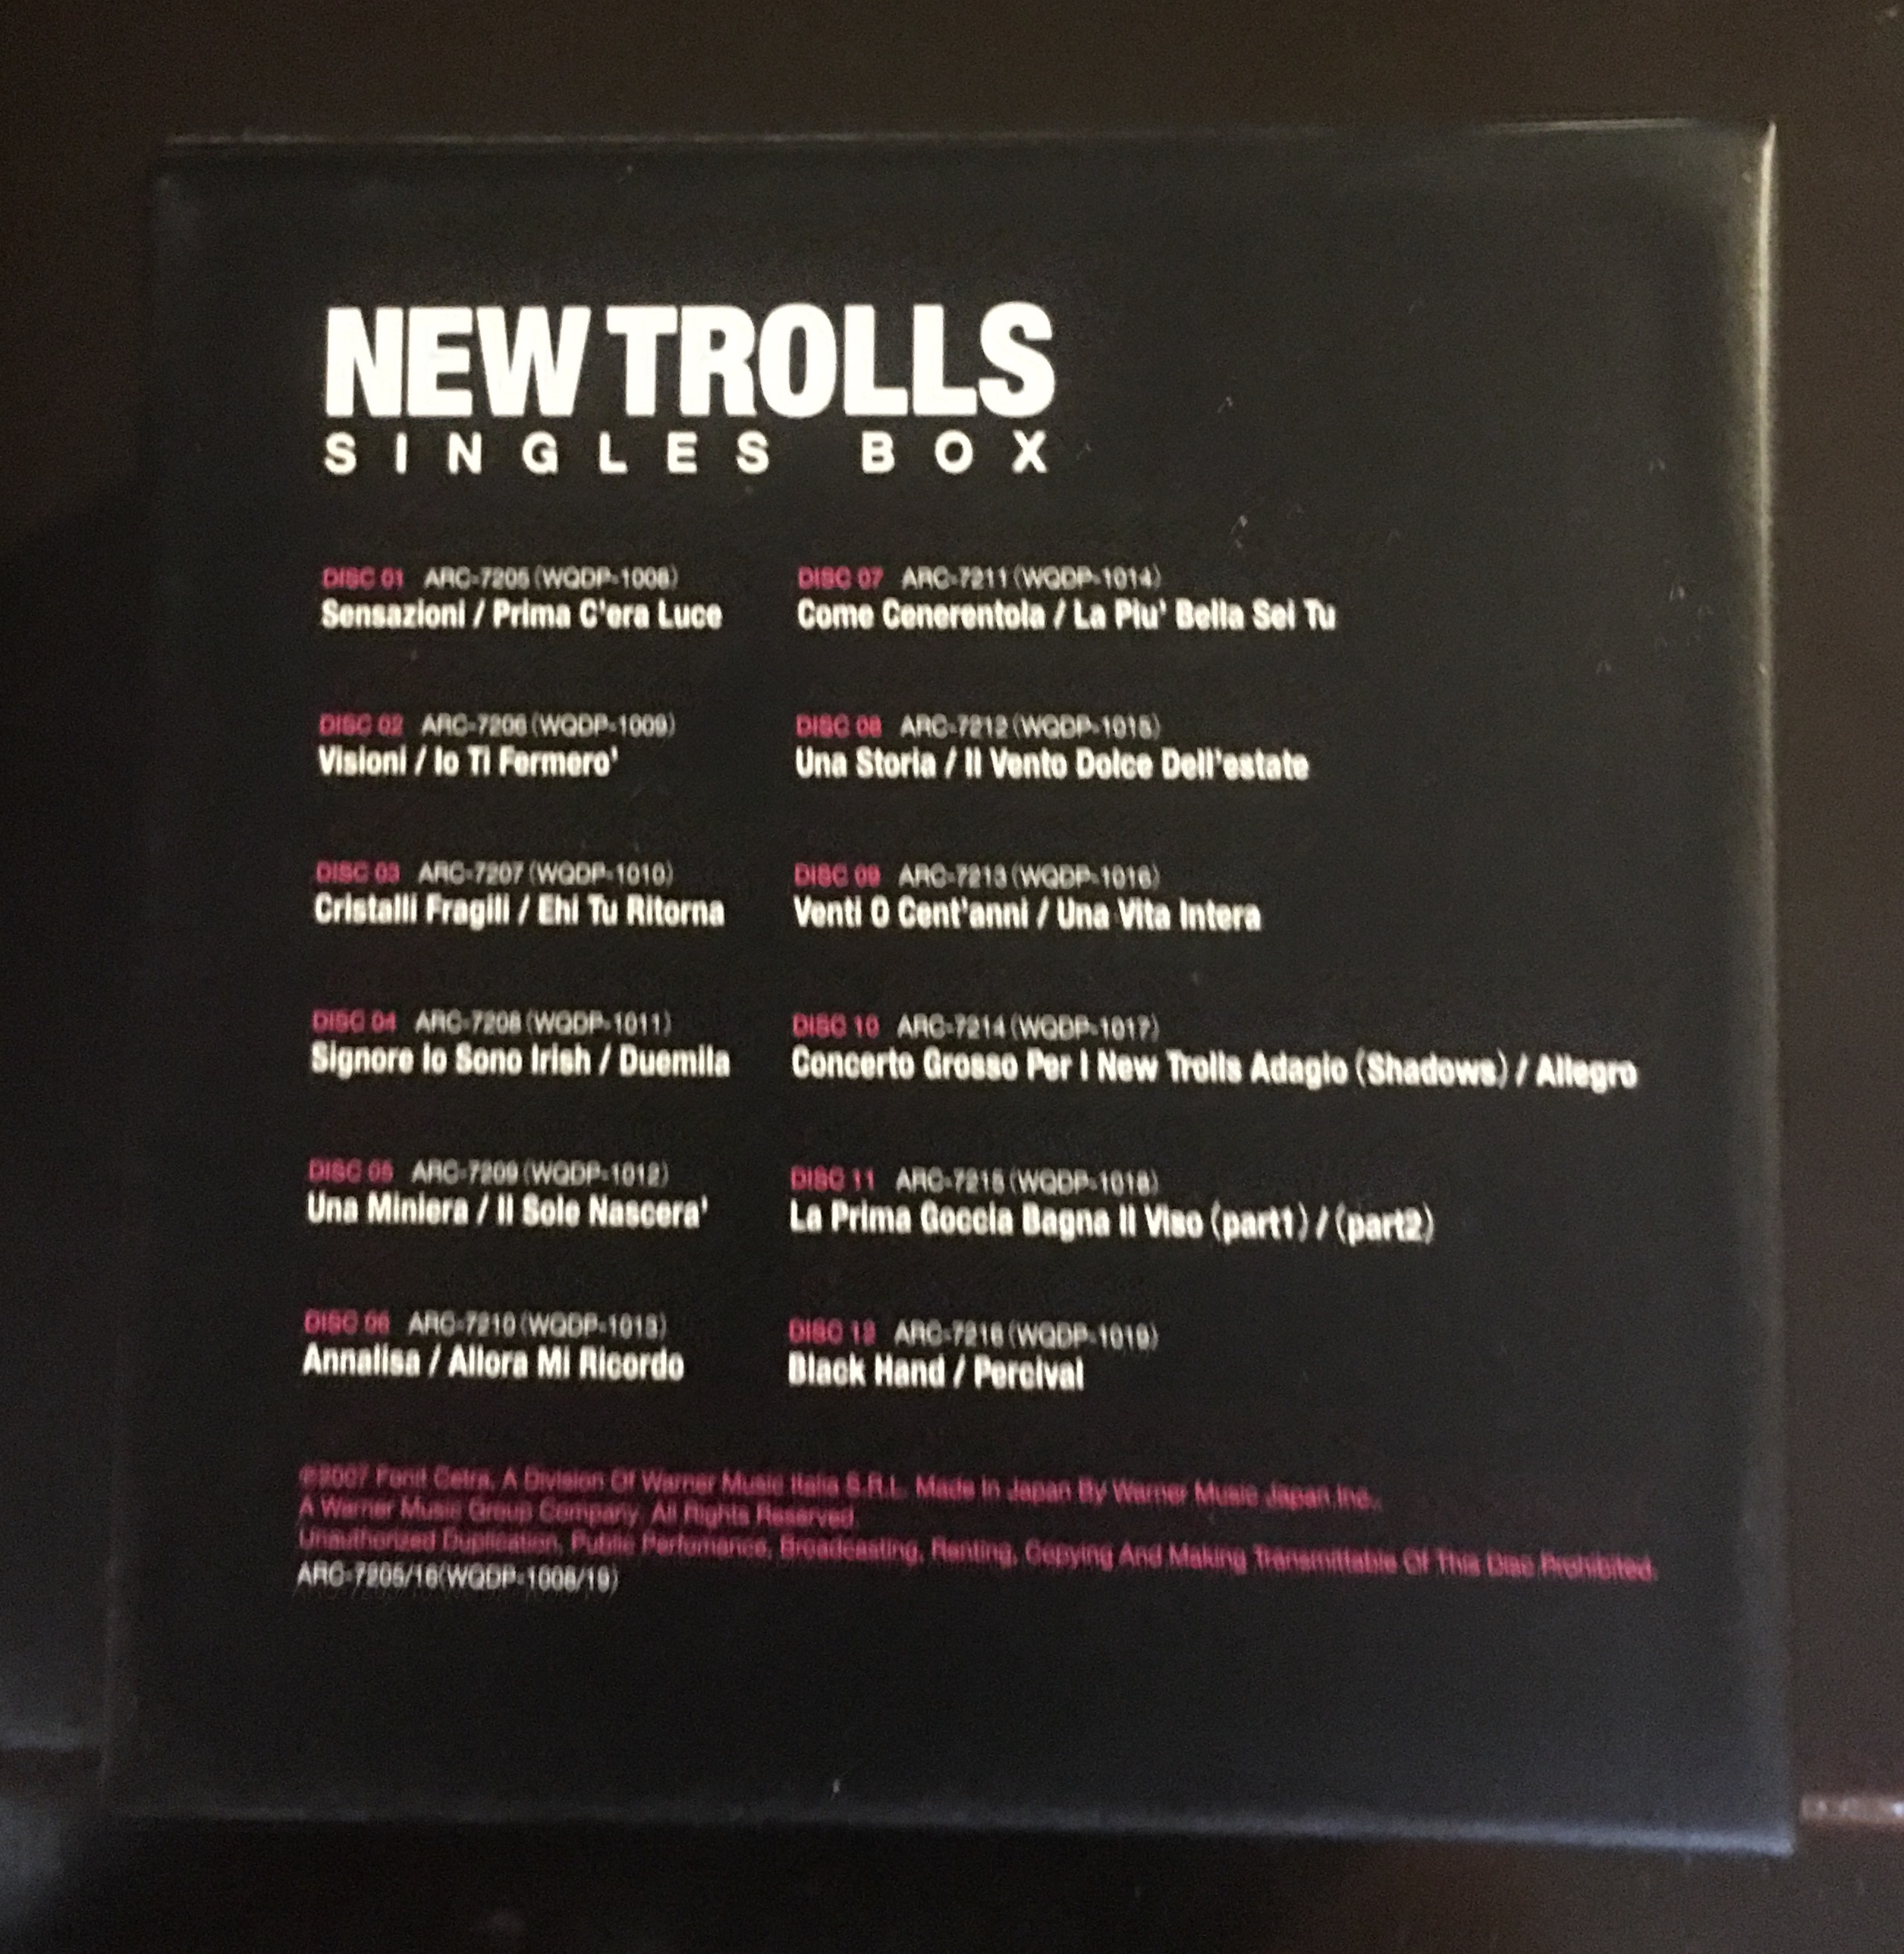 NEW TROLLS
SINGLES BOX
DISC 01 ARC-7205 (WQDP-1008)
Sensazioni / Prima C'era Luce
DISC 02 ARC-7206 (WQDP-1009)
Visioni / Io Ti Fermero'
DISC 03 ARC-7207 (WQDP-1010)
Cristalli Fragili / Ehi Tu Ritorna
DISC 04 ARC-7208 (WQDP-1011)
Signore Io Sono Irish / Duemila
DISC 05 ARC-7209 (WQDP-1012)
Una Miniera / Il Sole Nascera'
DISC 06 ARC-7210 (WQDP-1013)
Annalisa / Allora Mi Ricordo
DISC 07 ARC-7211 (WQDP-1014)
Come Cenerentola / La Piu' Bella Sei Tu
DISC 08 ARC-7212 (WQDP-1015)
Una Storia / Il Vento Dolce Dell'estate
DISC 09 ARC-7213 (WQDP-1016)
Venti O Cent'anni / Una Vita Intera
DISC 10 ARC-7214 (WQDP-1017)
Concerto Grosso Per I New Trolls Adagio (Shadows) / Allegro
DISC 11 ARC-7215 (WQDP-1018)
La Prima Goccia Bagna Il Viso (part1) / (part2)
DISC 12 ARC-7216 (WQDP-1019)
Black Hand / Percival
℗2007 Fonit Cetra, A Division Of Warner Music Italia S.R.L. Made In Japan By Warner Music Japan Inc.,
A Warner Music Group Company. All Rights Reserved.
Unauthorized Duplication, Public Perfomance, Broadcasting, Renting, Copying And Making Transmittable Of This Disc Prohibited.
ARC-7205/16(WQDP-1008/19)